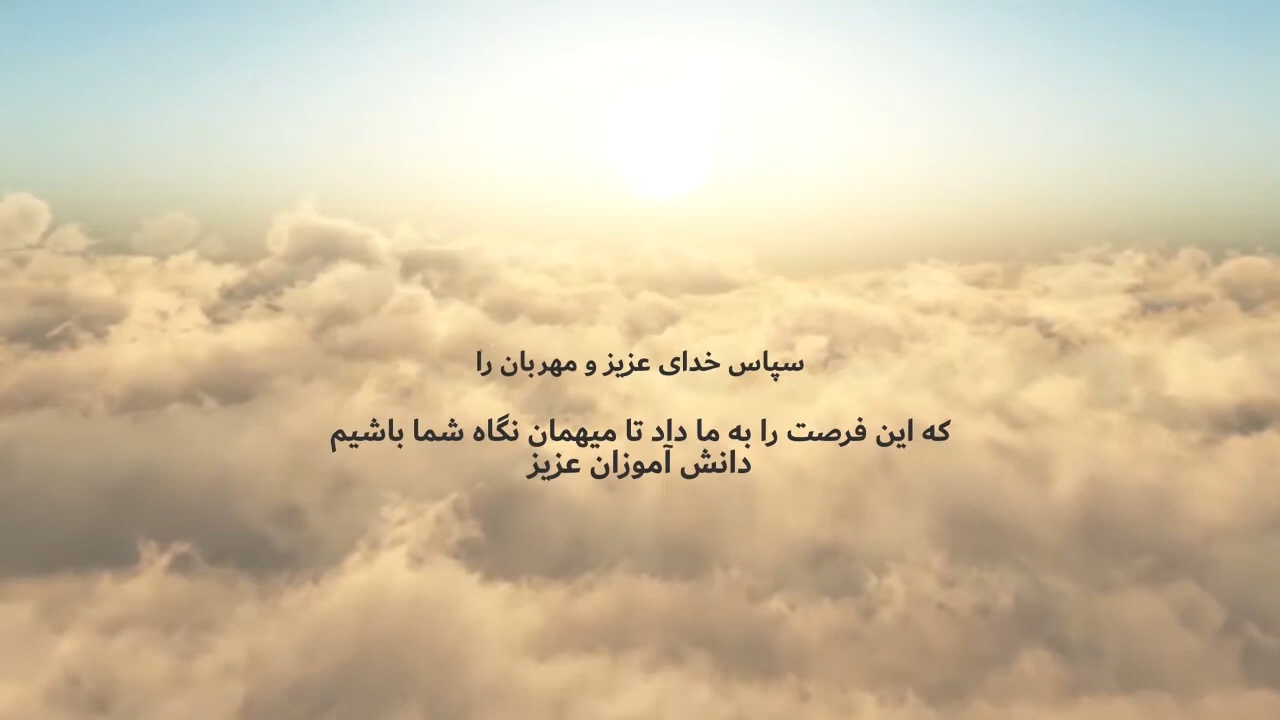 سپاس خدای عزیز و مهربان را
که این فرصت را به ما داد تا میهمان نگاه شما باشیم
دانش آموزان عزیز